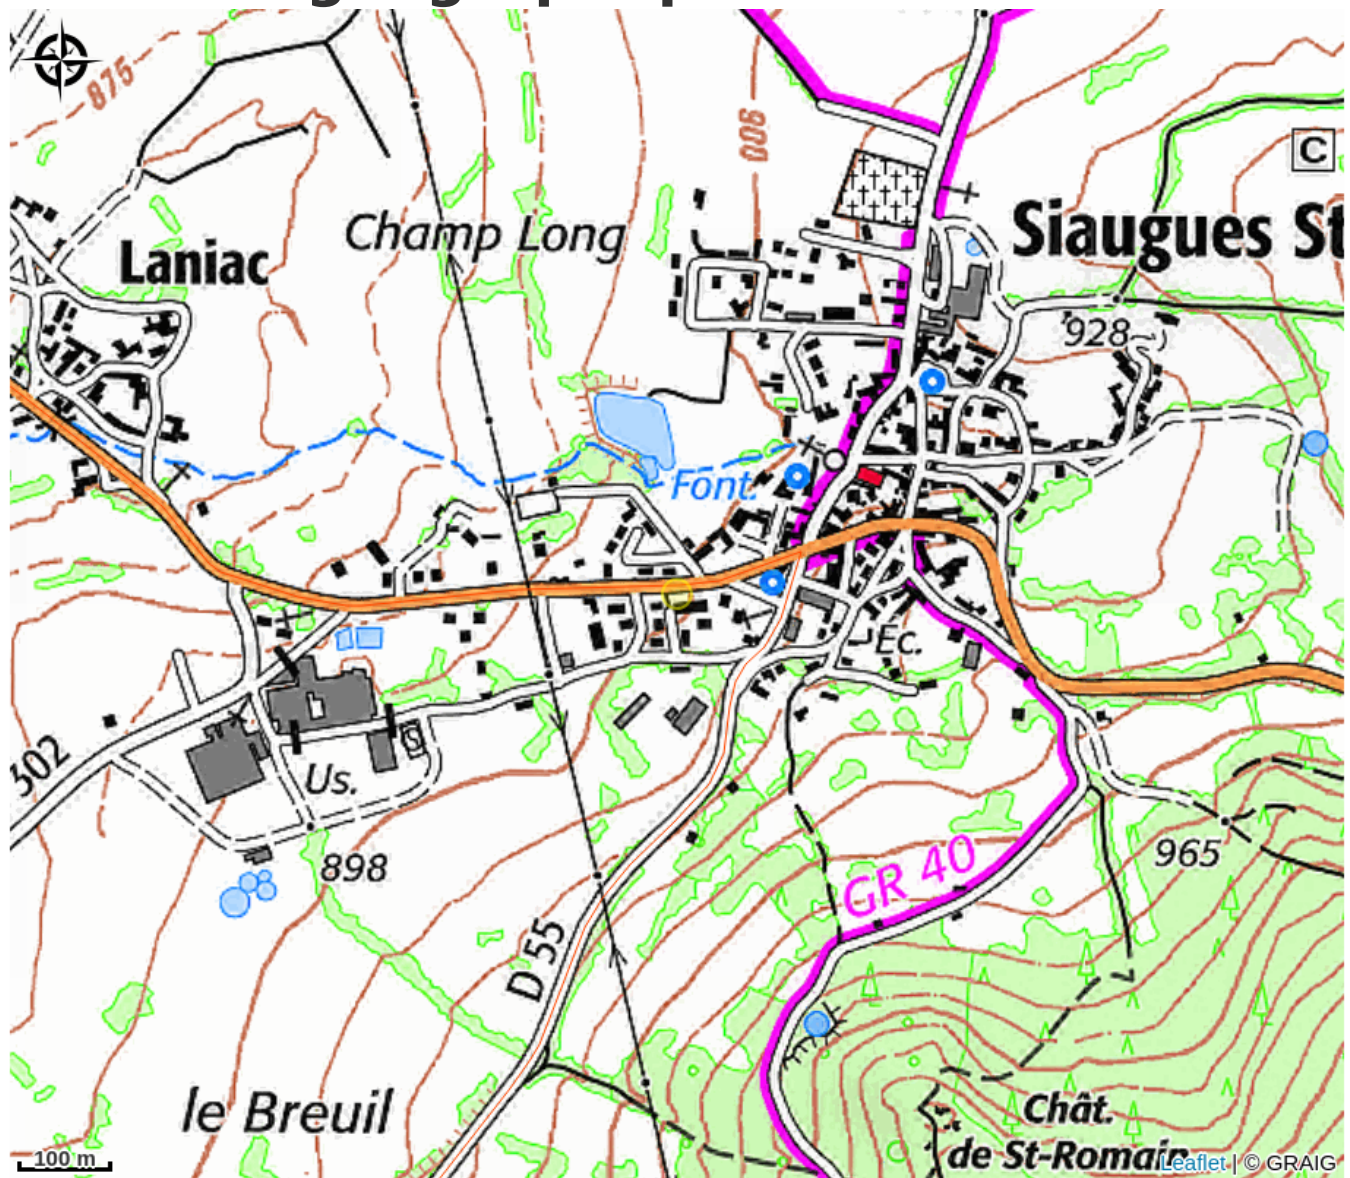 875
900
C
Siaugues St
Champ Long
Laniac
928
Font.
Ec.
302
Us.
898
965
GR 40
D 55
le Breuil
Chât.
de St-Romain
100 m
Leaflet | © GRAIG